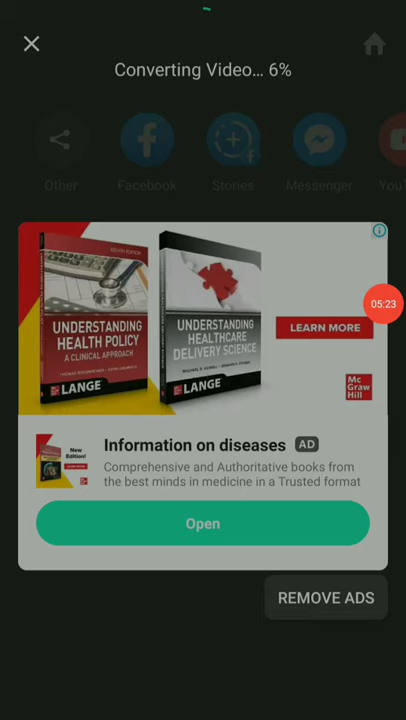 Converting Video... 6%
Other
Facebook
Stories
Messenger
05:23
UNDERSTANDING
HEALTH POLICY
A CLINICAL APPROACH
LANGE
UNDERSTANDING
HEALTHCARE
DELIVERY SCIENCE
LANGE
LEARN MORE
Mc
Graw
Hill
New
Edition!
Information on diseases AD
Comprehensive and Authoritative books from
the best minds in medicine in a Trusted format
Open
REMOVE ADS